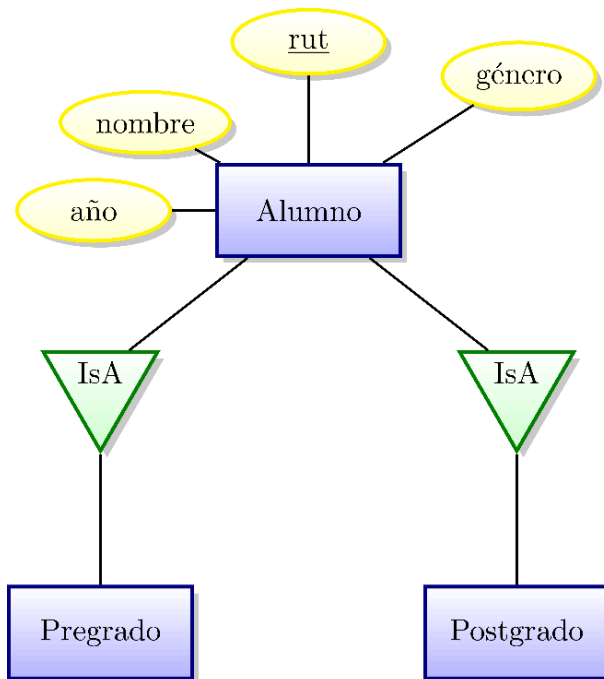 rut
género
nombre
año
Alumno
IsA
IsA
Pregrado
Postgrado